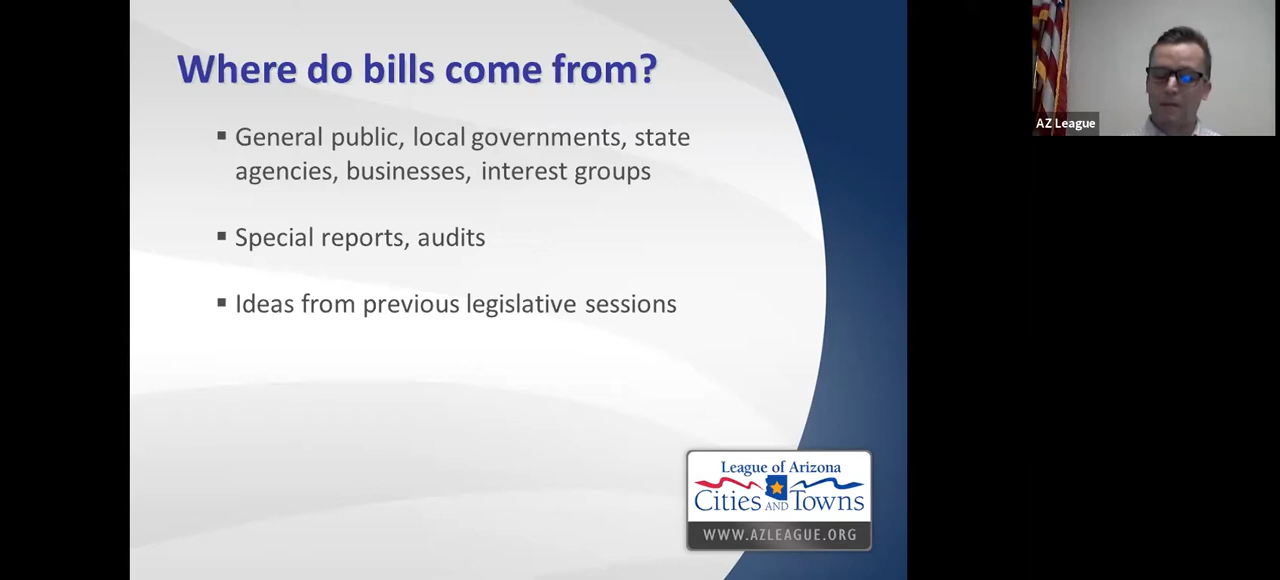 Where do bills come from?
▪ General public, local governments, state
agencies, businesses, interest groups
▪ Special reports, audits
▪ Ideas from previous legislative sessions
League of Arizona
Cities AND Towns
WWW.AZLEAGUE.ORG
AZ League